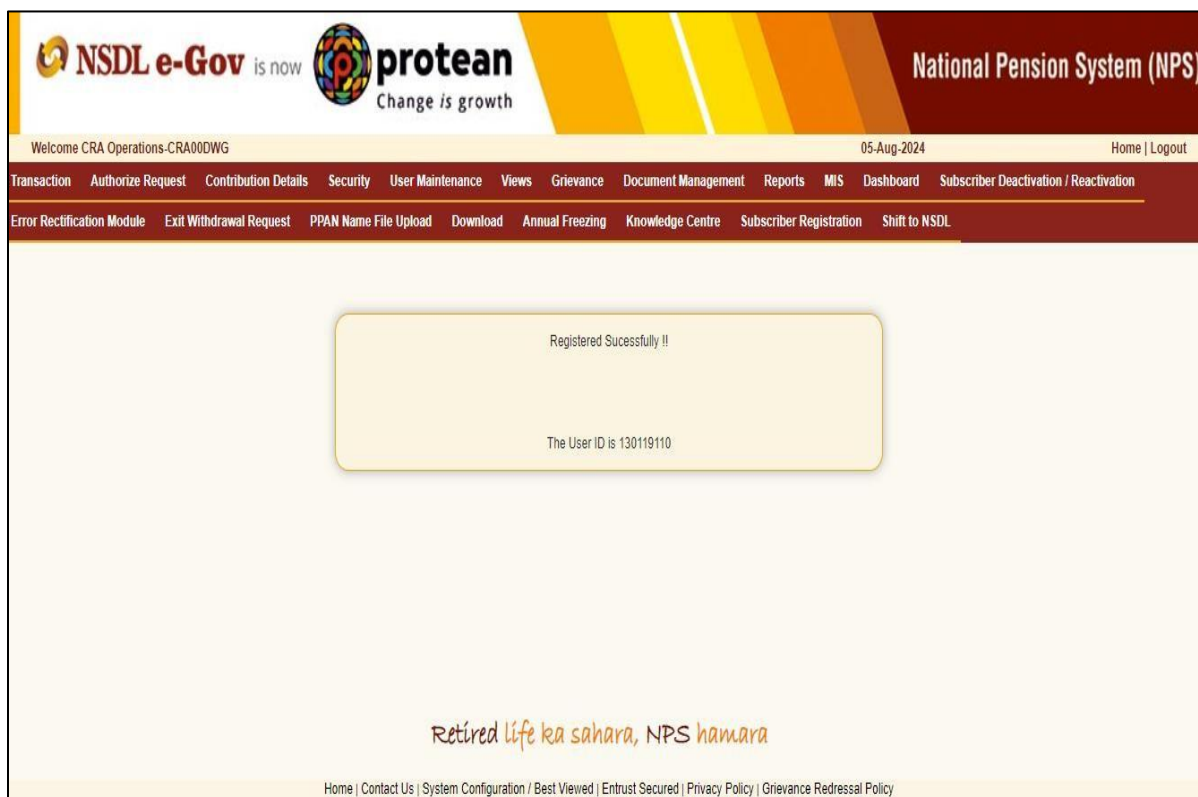 NSDL e-Gov is now protean
Change is growth
National Pension System (NPS)
Welcome CRA Operations-CRA00DWG 05-Aug-2024 Home | Logout
Transaction Authorize Request Contribution Details Security User Maintenance Views Grievance Document Management Reports MIS Dashboard Subscriber Deactivation / Reactivation
Error Rectification Module Exit Withdrawal Request PPAN Name File Upload Download Annual Freezing Knowledge Centre Subscriber Registration Shift to NSDL
Registered Sucessfully !!
The User ID is 130119110
Retired life ka sahara, NPS hamara
Home | Contact Us | System Configuration / Best Viewed | Entrust Secured | Privacy Policy | Grievance Redressal Policy